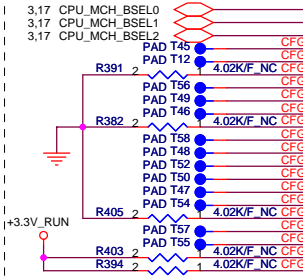 3,17 CPU_MCH_BSEL0
3,17 CPU_MCH_BSEL1
3,17 CPU_MCH_BSEL2
PAD T45 CFG
PAD T12 CFG
R391 2 1 4.02K/F_NC CFG
PAD T56 CFG
PAD T49 CFG
PAD T46 CFG
R382 2 1 4.02K/F_NC CFG
PAD T58 CFG
PAD T48 CFG
PAD T52 CFG
PAD T50 CFG
PAD T47 CFG
PAD T54 CFG
R405 2 1 4.02K/F_NC CFG
+3.3V_RUN PAD T57 CFG
PAD T55 CFG
R403 2 1 4.02K/F_NC CFG
R394 2 1 4.02K/F_NC CFG